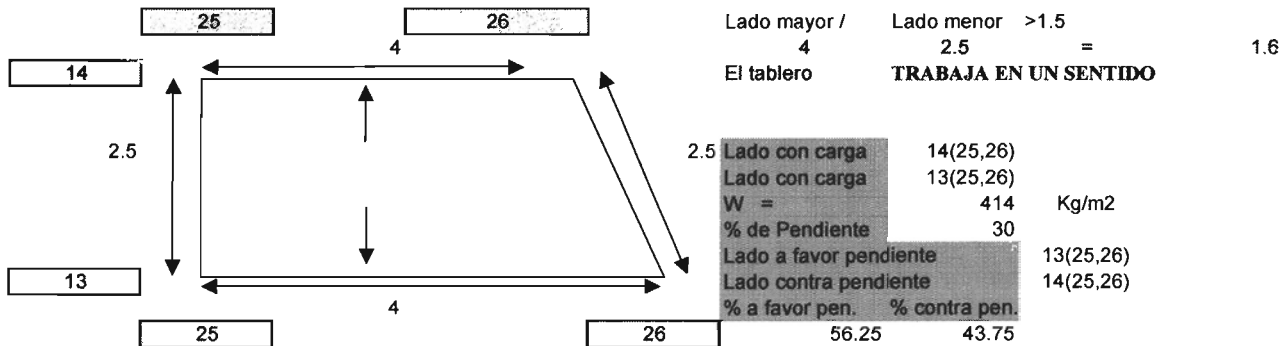 25 26 Lado mayor / Lado menor >1.5
4 4 2.5 = 1.6
14 El tablero TRABAJA EN UN SENTIDO
2.5 2.5 Lado con carga 14(25,26)
Lado con carga 13(25,26)
W = 414 Kg/m2
% de Pendiente 30
Lado a favor pendiente 13(25,26)
13 Lado contra pendiente 14(25,26)
4 % a favor pen. % contra pen.
25 26 56.25 43.75